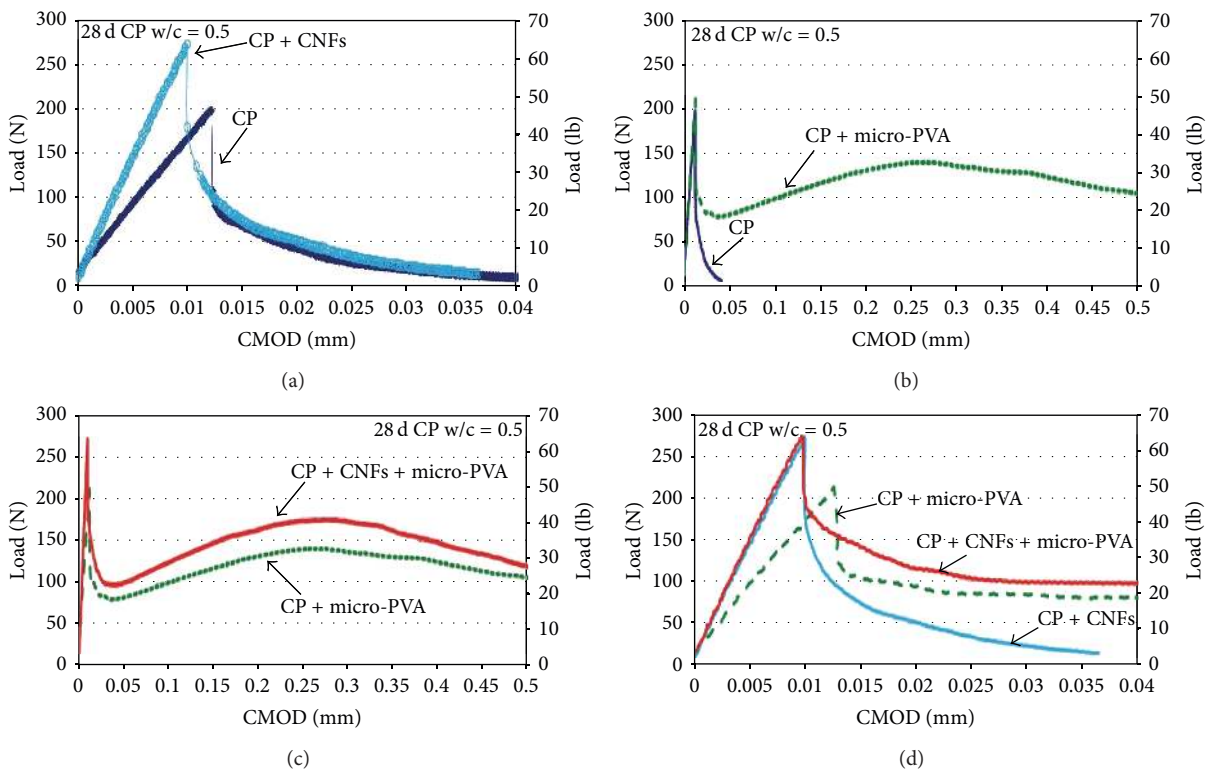 28 d CP w/c = 0.5
CP + CNFs
CP
Load (N)
300
250
200
150
100
50
0
Load (lb)
70
60
50
40
30
20
10
0
0 0.005 0.01 0.015 0.02 0.025 0.03 0.035 0.04
CMOD (mm)
(a)
28 d CP w/c = 0.5
CP + micro-PVA
CP
Load (N)
300
250
200
150
100
50
0
Load (lb)
70
60
50
40
30
20
10
0
0 0.05 0.1 0.15 0.2 0.25 0.3 0.35 0.4 0.45 0.5
CMOD (mm)
(b)
28 d CP w/c = 0.5
CP + CNFs + micro-PVA
CP + micro-PVA
Load (N)
300
250
200
150
100
50
0
Load (lb)
70
60
50
40
30
20
10
0
0 0.05 0.1 0.15 0.2 0.25 0.3 0.35 0.4 0.45 0.5
CMOD (mm)
(c)
28 d CP w/c = 0.5
CP + micro-PVA
CP + CNFs + micro-PVA
CP + CNFs
Load (N)
300
250
200
150
100
50
0
Load (lb)
70
60
50
40
30
20
10
0
0 0.005 0.01 0.015 0.02 0.025 0.03 0.035 0.04
CMOD (mm)
(d)